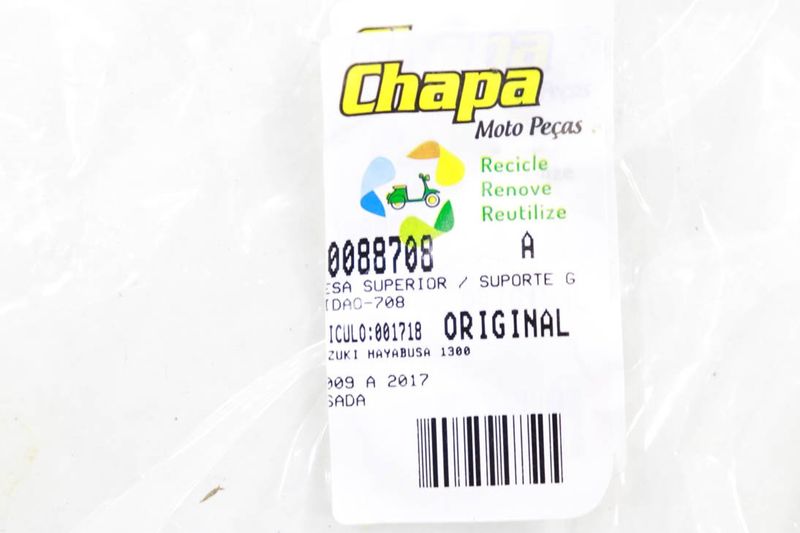 Chapa
Moto Peças
Recicle
Renove
Reutilize
0088708 A
ESA SUPERIOR / SUPORTE G
IDAO-708
ICULO:001718 ORIGINAL
ZUKI HAYABUSA 1300
009 A 2017
SADA